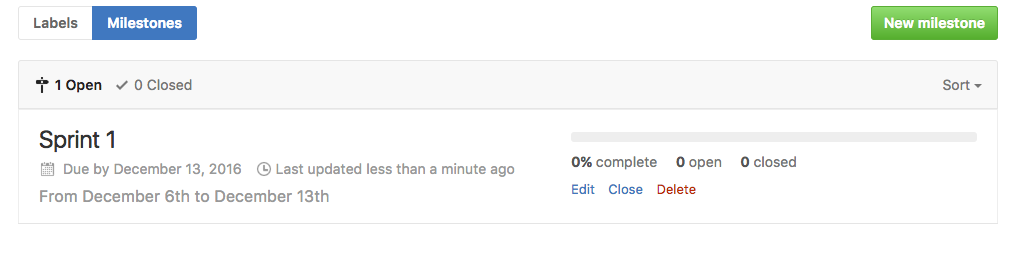 Labels Milestones New milestone
1 Open 0 Closed Sort
Sprint 1
Due by December 13, 2016 Last updated less than a minute ago
From December 6th to December 13th
0% complete 0 open 0 closed
Edit Close Delete